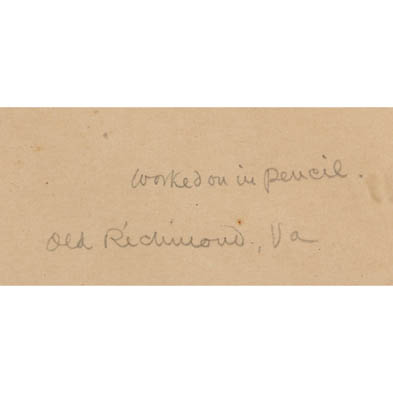 Worked on in pencil.
Old Richmond, Va